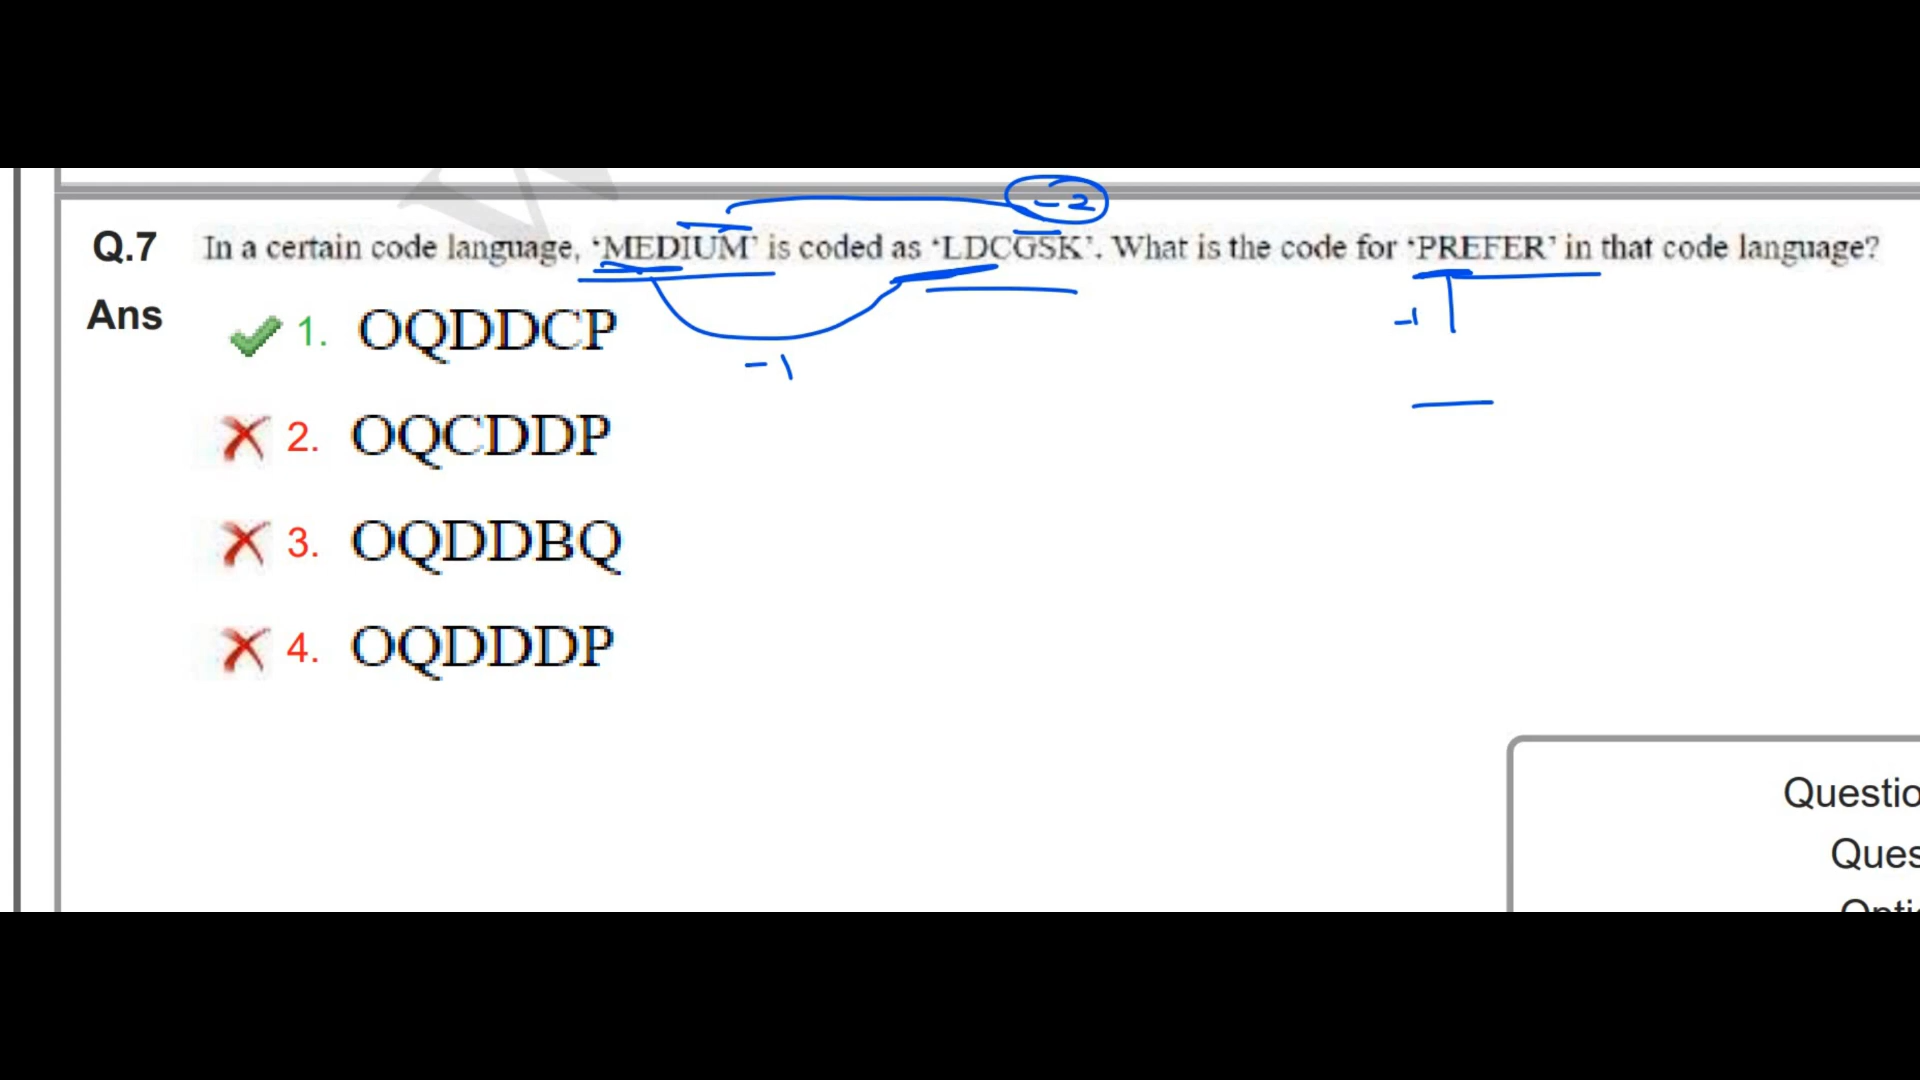 -2
Q.7 In a certain code language, ‘MEDIUM’ is coded as ‘LDCGSK’. What is the code for ‘PREFER’ in that code language?
Ans
1. OQDDCP
-1
-1
2. OQCDDP
3. OQDDBQ
4. OQDDDP
Questio
Ques